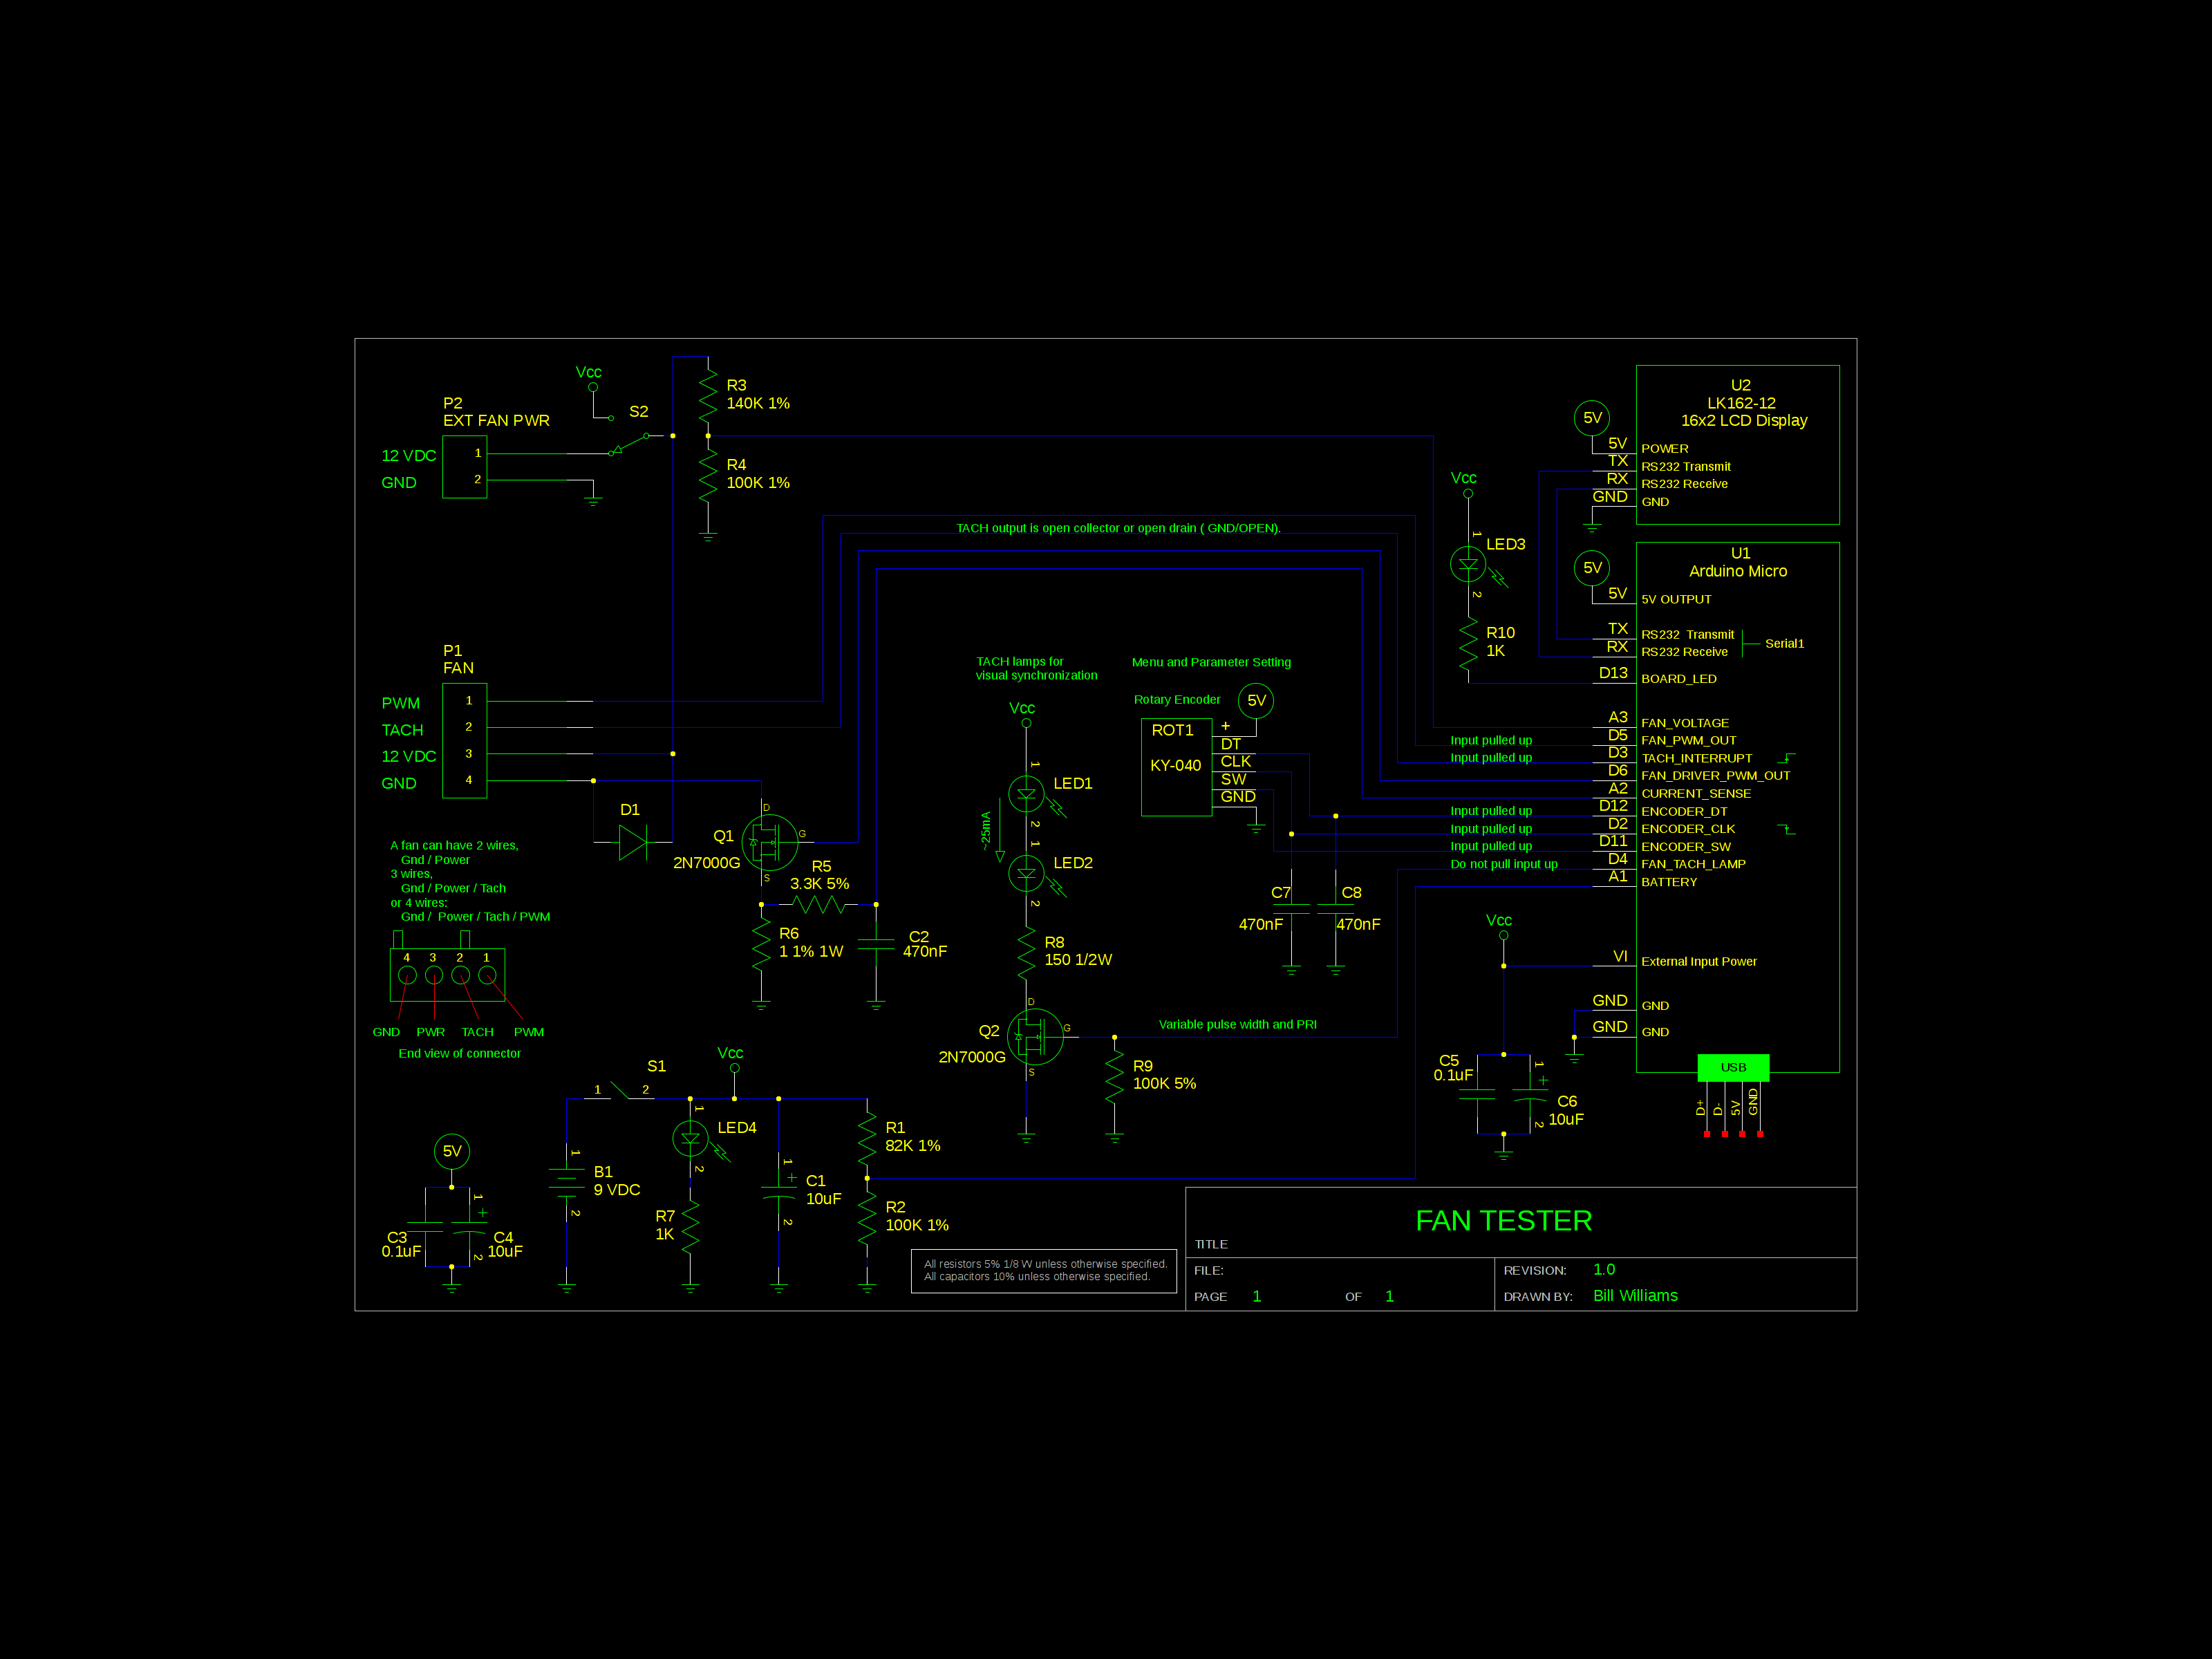 Vcc
P2
EXT FAN PWR
S2
12 VDC
GND
1
2
R3
140K 1%
R4
100K 1%
TACH output is open collector or open drain ( GND/OPEN).
U2
LK162-12
16x2 LCD Display
5V
5V
TX
RX
GND
POWER
RS232 Transmit
RS232 Receive
GND
Vcc
1
LED3
2
R10
1K
U1
Arduino Micro
5V
5V
5V OUTPUT
TX
RX
RS232  Transmit
RS232 Receive
Serial1
D13
BOARD_LED
A3
FAN_VOLTAGE
Input pulled up
D5
FAN_PWM_OUT
Input pulled up
D3
TACH_INTERRUPT
D6
FAN_DRIVER_PWM_OUT
A2
CURRENT_SENSE
Input pulled up
D12
ENCODER_DT
Input pulled up
D2
ENCODER_CLK
Input pulled up
D11
ENCODER_SW
Do not pull input up
D4
FAN_TACH_LAMP
A1
BATTERY
VI
External Input Power
GND
GND
GND
GND
USB
D+
D-
5V
GND
P1
FAN
PWM
TACH
12 VDC
GND
1
2
3
4
D1
Q1
2N7000G
D
G
S
R5
3.3K 5%
R6
1 1% 1W
C2
470nF
A fan can have 2 wires,
Gnd / Power
3 wires,
Gnd / Power / Tach
or 4 wires:
Gnd /  Power / Tach / PWM
4 3 2 1
GND PWR TACH PWM
End view of connector
TACH lamps for
visual synchronization
Vcc
1
LED1
2
~25mA
1
LED2
2
R8
150 1/2W
Q2
2N7000G
D
G
S
Variable pulse width and PRI
R9
100K 5%
Menu and Parameter Setting
Rotary Encoder
5V
ROT1
KY-040
+
DT
CLK
SW
GND
C7
470nF
C8
470nF
Vcc
C5
0.1uF
1
+
C6
10uF
2
5V
C3
0.1uF
1
+
C4
10uF
2
S1
1
2
Vcc
1
B1
9 VDC
2
1
LED4
2
R7
1K
1
+
C1
10uF
2
R1
82K 1%
R2
100K 1%
All resistors 5% 1/8 W unless otherwise specified.
All capacitors 10% unless otherwise specified.
FAN TESTER
TITLE
FILE:
REVISION: 1.0
PAGE 1 OF 1
DRAWN BY: Bill Williams